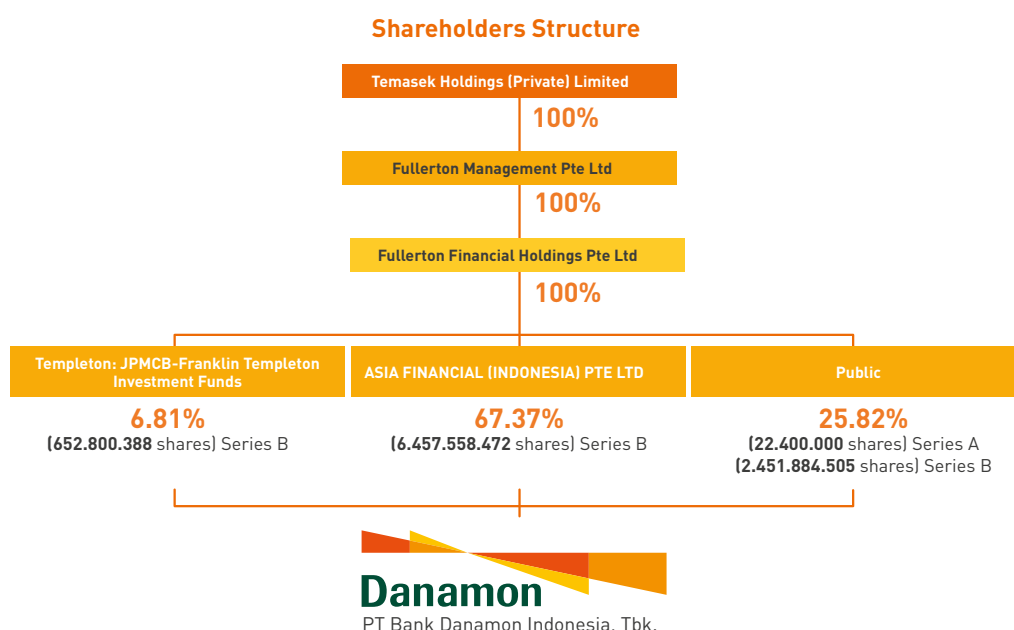 Shareholders Structure
Temasek Holdings (Private) Limited
100%
Fullerton Management Pte Ltd
100%
Fullerton Financial Holdings Pte Ltd
100%
Templeton: JPMCB-Franklin Templeton
Investment Funds
6.81%
(652.800.388 shares) Series B
ASIA FINANCIAL (INDONESIA) PTE LTD
67.37%
(6.457.558.472 shares) Series B
Public
25.82%
(22.400.000 shares) Series A
(2.451.884.505 shares) Series B
Danamon
PT Bank Danamon Indonesia, Tbk.